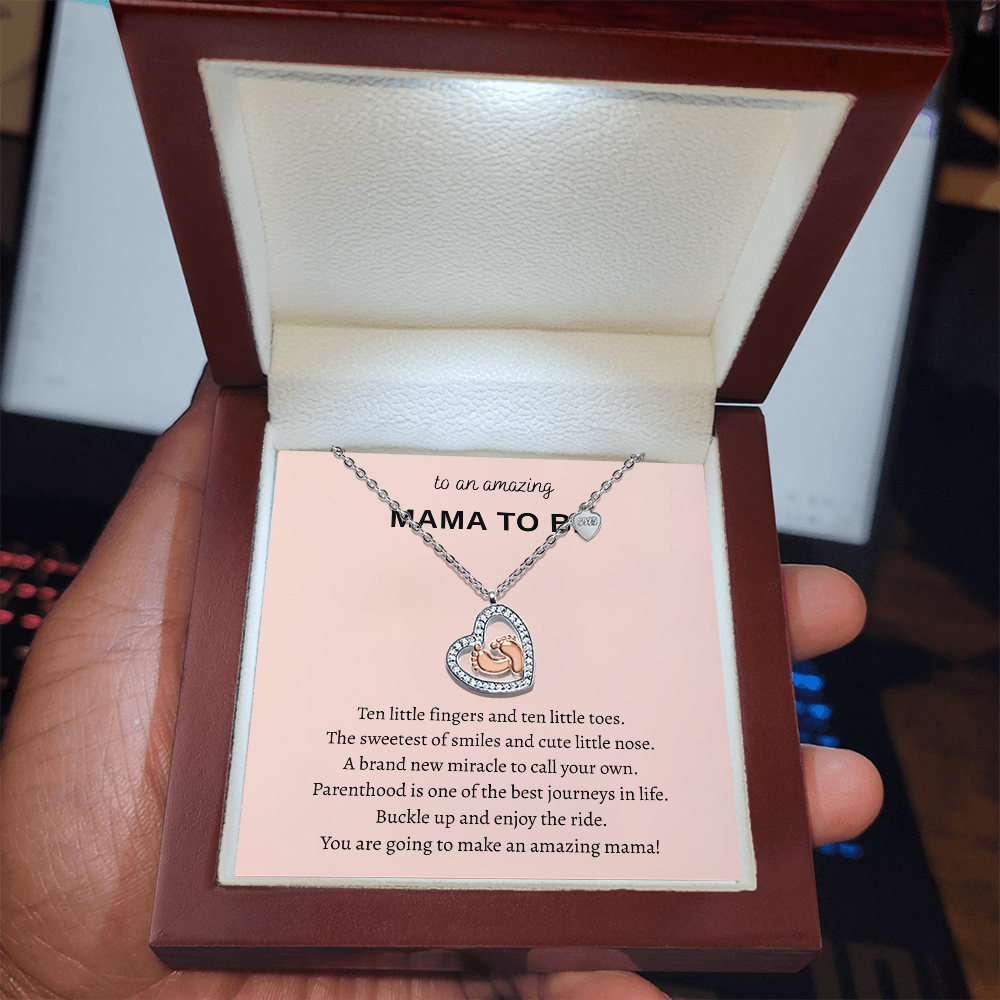 to an amazing
MAMA TO B
Ten little fingers and ten little toes.
The sweetest of smiles and cute little nose.
A brand new miracle to call your own.
Parenthood is one of the best journeys in life.
Buckle up and enjoy the ride.
You are going to make an amazing mama!